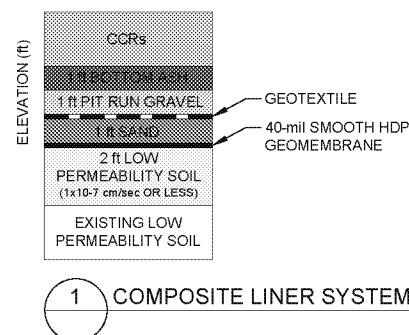 ELEVATION (ft)
CCRs
1 ft BOTTOM ASH
1 ft PIT RUN GRAVEL
GEOTEXTILE
1 ft SAND
40-mil SMOOTH HDP
GEOMEMBRANE
2 ft LOW
PERMEABILITY SOIL
(1x10-7 cm/sec OR LESS)
EXISTING LOW
PERMEABILITY SOIL
1 COMPOSITE LINER SYSTEM